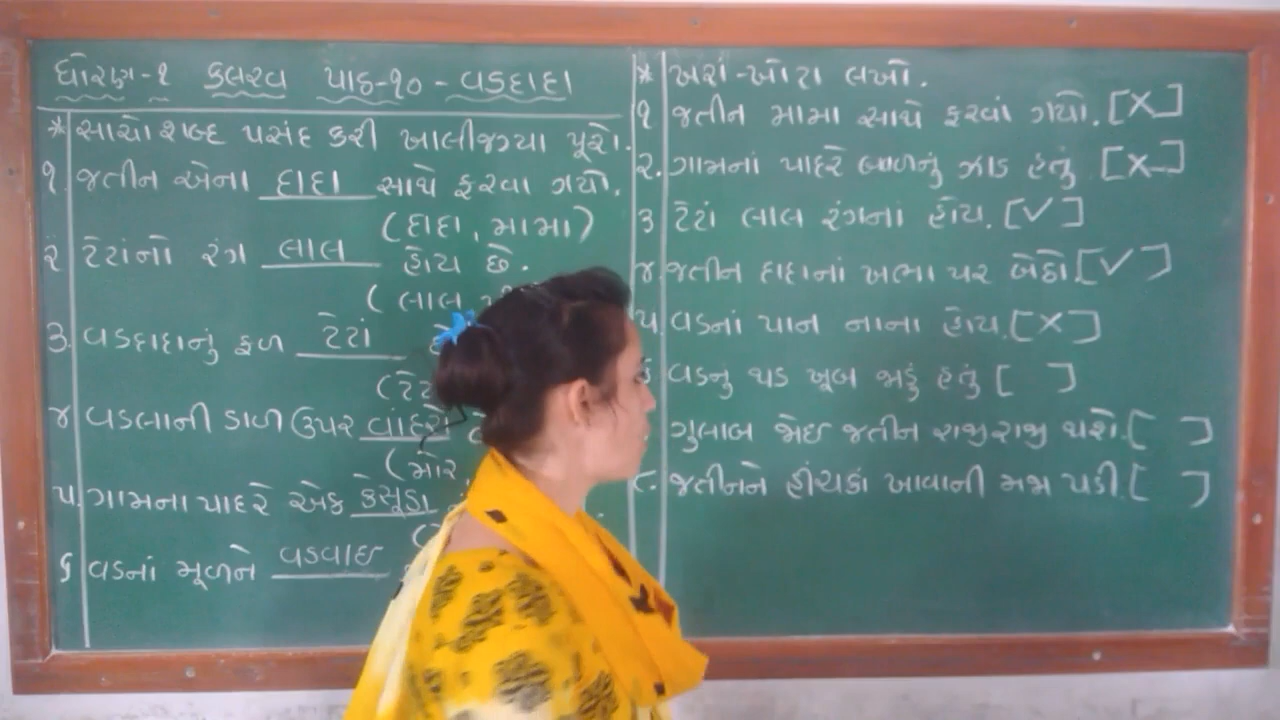 ધોરણ-૧ કલરવ પાઠ-૧૦ - વડદાદા
* સાચો શબ્દ પસંદ કરી ખાલીજગ્યા પૂરો.
૧. જતીન એના દાદા સાથે ફરવા ગયો.
(દાદા, મામા)
૨ ટેટાંનો રંગ લાલ હોય છે.
(લાલ,
૩. વડદાદાનું ફળ ટેટાં
૪ વડલાની ડાળ ઉપર વાંદરો
(મોર
૫. ગામના પાદરે એક કેસૂડા
૬ વડનાં મૂળને વડવાઈ
* ખરાં-ખોટા લખો.
૧ જતીન મામા સાથે ફરવાં ગયો. [X]
૨. ગામનાં પાદરે બાળનું ઝાડ હતું [X]
૩ ટેટાં લાલ રંગનાં હોય. [✓]
૪. જતીન દાદાનાં ખભા પર બેઠો. [✓]
૫. વડનાં પાન નાના હોય. [X]
૬ વડનુ થડ ખૂબ જાડું હતું [ ]
ગુલાબ જોઈ જતીન રાજીરાજી થશે. [ ]
૮. જતીનને હીંચકાં ખાવાની મજા પડી. [ ]